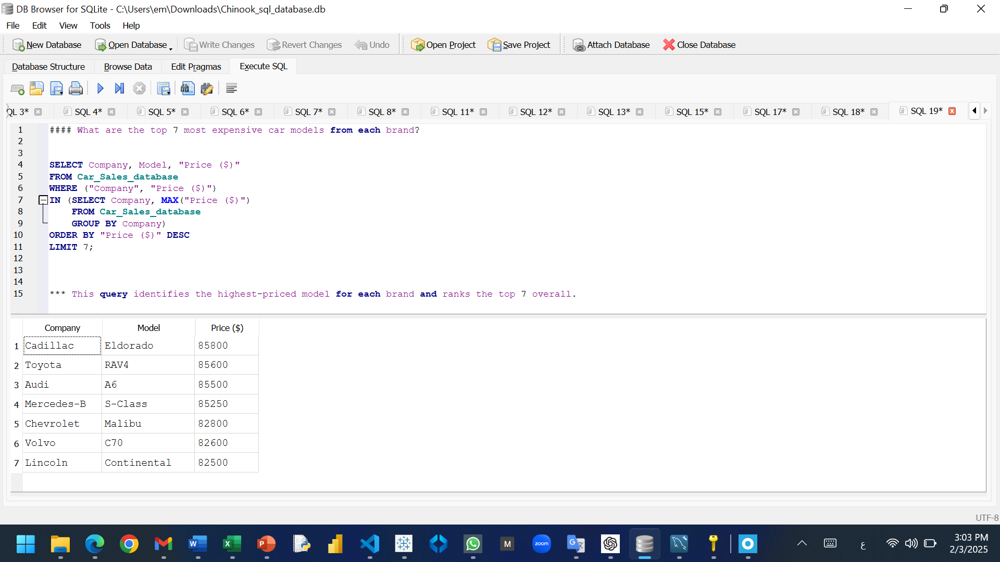 DB Browser for SQLite - C:\Users\em\Downloads\Chinook_sql_database.db
File Edit View Tools Help
New Database Open Database Write Changes Revert Changes Undo Open Project Save Project Attach Database Close Database
Database Structure Browse Data Edit Pragmas Execute SQL
QL 3* SQL 4* SQL 5* SQL 6* SQL 7* SQL 8* SQL 11* SQL 12* SQL 13* SQL 15* SQL 17* SQL 18* SQL 19*
1 #### What are the top 7 most expensive car models from each brand?
2
3
4 SELECT Company, Model, "Price ($)"
5 FROM Car_Sales_database
6 WHERE ("Company", "Price ($)")
7 IN (SELECT Company, MAX("Price ($)")
8 FROM Car_Sales_database
9 GROUP BY Company)
10 ORDER BY "Price ($)" DESC
11 LIMIT 7;
12
13
14
15 *** This query identifies the highest-priced model for each brand and ranks the top 7 overall.
Company Model Price ($)
1 Cadillac Eldorado 85800
2 Toyota RAV4 85600
3 Audi A6 85500
4 Mercedes-B S-Class 85250
5 Chevrolet Malibu 82800
6 Volvo C70 82600
7 Lincoln Continental 82500
UTF-8
W X P M zoom G ع 3:03 PM
2/3/2025